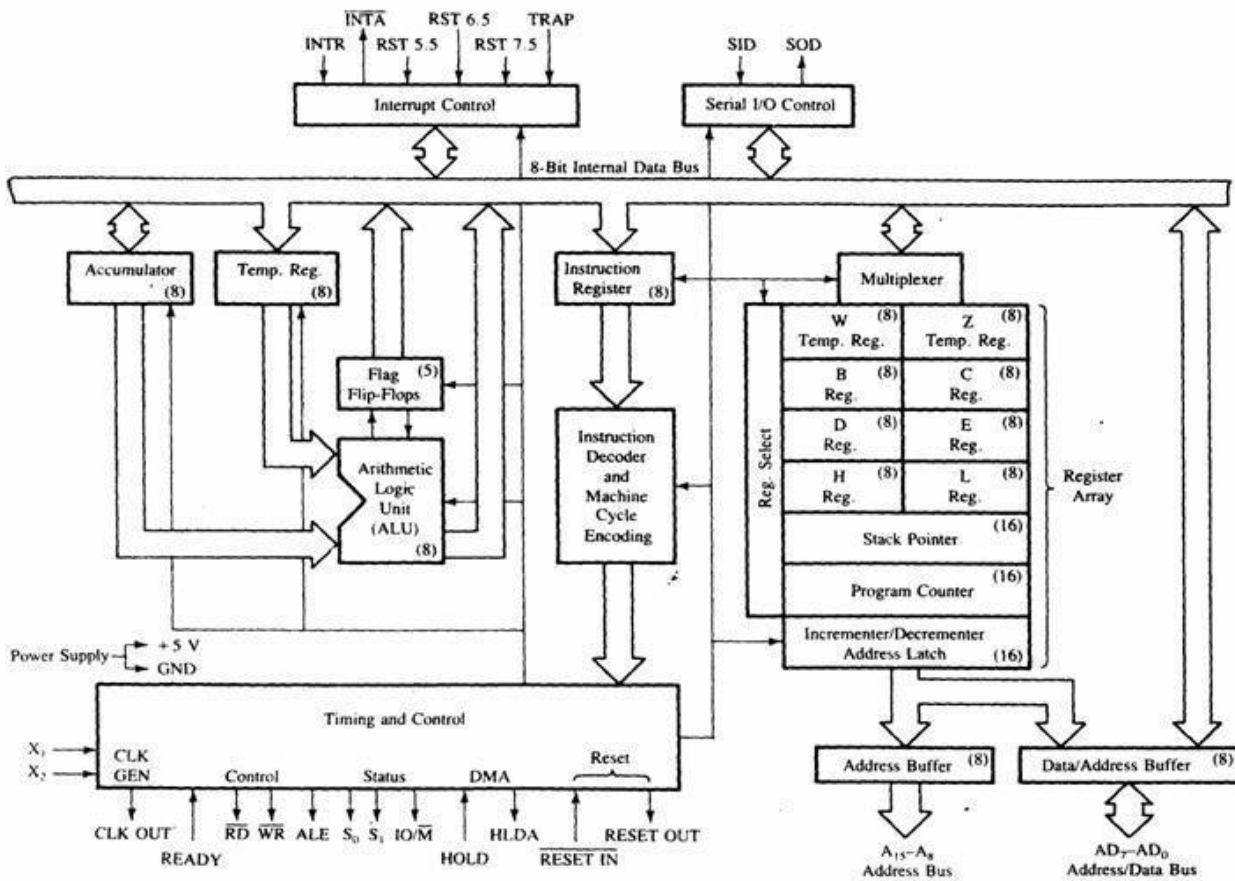 INTA
RST 6.5
TRAP
INTR
RST 5.5
RST 7.5
SID
SOD
Interrupt Control
Serial I/O Control
8-Bit Internal Data Bus
Accumulator
(8)
Temp. Reg.
(8)
Instruction
Register
(8)
Multiplexer
W
(8)
Temp. Reg.
Z
(8)
Temp. Reg.
Flag
(5)
Flip-Flops
B
(8)
Reg.
C
(8)
Reg.
D
(8)
Reg.
E
(8)
Reg.
H
(8)
Reg.
L
(8)
Reg.
Reg. Select
Register
Array
Arithmetic
Logic
Unit
(ALU)
(8)
Instruction
Decoder
and
Machine
Cycle
Encoding
Stack Pointer
(16)
Program Counter
(16)
Incrementer/Decrementer
Address Latch
(16)
Power Supply
+5 V
GND
Timing and Control
X₁
X₂
CLK
GEN
Control
Status
DMA
Reset
Address Buffer
(8)
Data/Address Buffer
(8)
CLK OUT
READY
RD
WR
ALE
S₀
S₁
IO/M
HOLD
HLDA
RESET IN
RESET OUT
A₁₅–A₈
Address Bus
AD₇–AD₀
Address/Data Bus